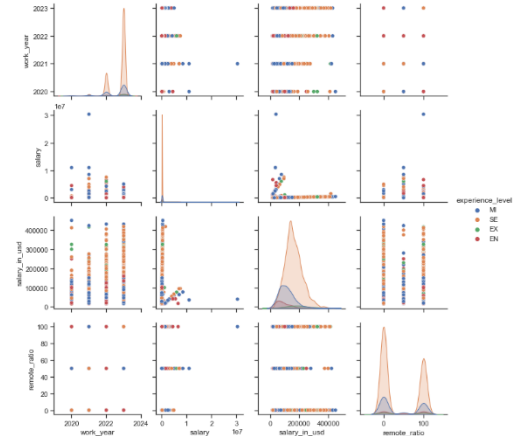 2023
2022
2021
2020
work_year
1e7
3
2
1
0
salary
400000
300000
200000
100000
0
salary_in_usd
experience_level
MI
SE
EX
EN
100
80
60
40
20
0
remote_ratio
2020 2022 2024
work_year
0 1 2 3
1e7
salary
0 200000 400000
salary_in_usd
0 100
remote_ratio